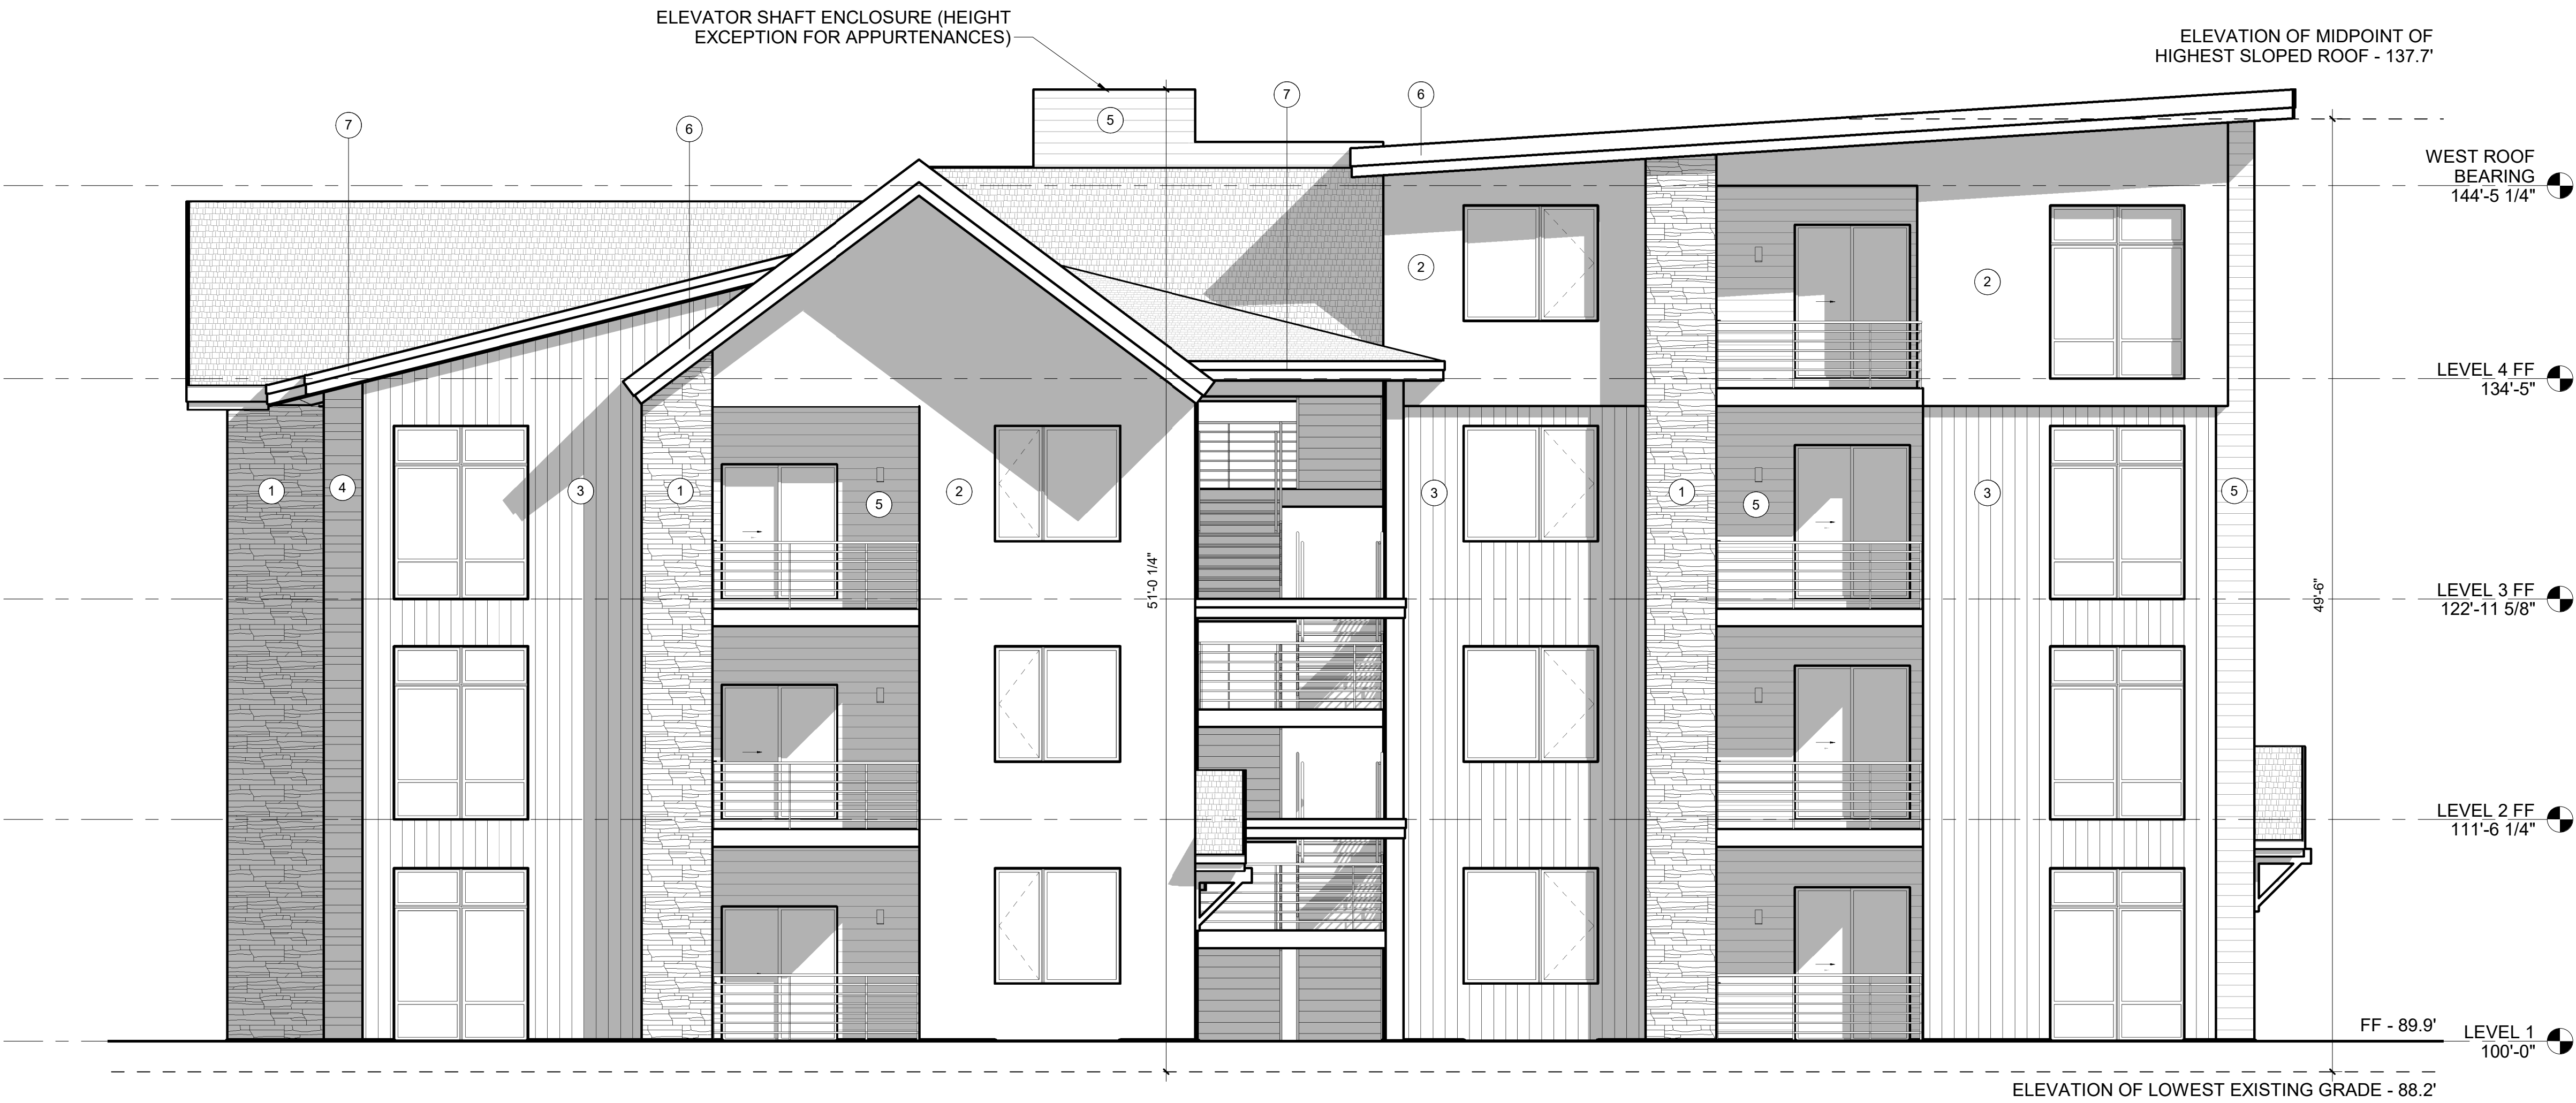 ELEVATOR SHAFT ENCLOSURE (HEIGHT
EXCEPTION FOR APPURTENANCES)
ELEVATION OF MIDPOINT OF
HIGHEST SLOPED ROOF - 137.7'
7
6
5
7
6
WEST ROOF
BEARING
144'-5 1/4"
2
2
LEVEL 4 FF
134'-5"
1
4
3
1
5
2
3
1
5
3
5
51'-0 1/4"
49'-6"
LEVEL 3 FF
122'-11 5/8"
LEVEL 2 FF
111'-6 1/4"
FF - 89.9'
LEVEL 1
100'-0"
ELEVATION OF LOWEST EXISTING GRADE - 88.2'